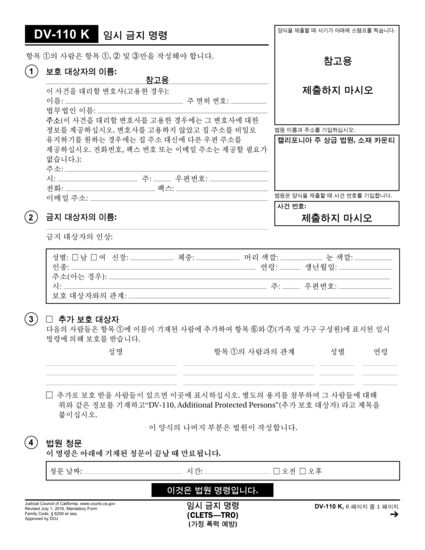 DV-110 K 임시 금지 명령
양식을 제출할 때 서기가 아래에 스탬프를 찍습니다.
참고용
제출하지 마시오
항목 ①의 사람은 항목 ①, ② 및 ③만을 작성해야 합니다.
① 보호 대상자의 이름:
참고용
이 사건을 대리할 변호사(고용한 경우):
이름: 주 면허 번호:
법무법인 이름:
주소(이 사건을 대리할 변호사를 고용한 경우에는 그 변호사에 대한
정보를 제공하십시오. 변호사를 고용하지 않았고 집 주소를 비밀로
유지하기를 원하는 경우에는 집 주소 대신에 다른 우편 주소를
제공하십시오. 전화번호, 팩스 번호 또는 이메일 주소는 제공할 필요가
없습니다.):
주소:
시: 주: 우편번호:
전화: 팩스:
이메일 주소:
법원 이름과 주소를 기입하십시오:
캘리포니아 주 상급 법원, 소재 카운티
법원은 양식을 제출할 때 사건 번호를 기입합니다.
사건 번호:
제출하지 마시오
② 금지 대상자의 이름:
금지 대상자의 인상:
성별: □ 남 □ 여 신장: 체중: 머리 색깔: 눈 색깔:
인종: 연령: 생년월일:
주소(아는 경우):
시: 주: 우편번호:
보호 대상자와의 관계:
③ □ 추가 보호 대상자
다음의 사람들은 항목 ①에 이름이 기재된 사람에 추가하여 항목 ⑥와 ⑦(가족 및 가구 구성원)에 표시된 임시
명령에 의해 보호를 받습니다.
성명 항목 ①의 사람과의 관계 성별 연령
□ 추가로 보호 받을 사람들이 있으면 이곳에 표시하십시오. 별도의 용지를 첨부하여 그 사람들에 대해
위와 같은 정보를 기재하고“DV-110, Additional Protected Persons”(추가 보호 대상자) 라고 제목을
붙이십시오.
이 양식의 나머지 부분은 법원이 작성합니다.
④ 법원 청문
이 명령은 아래에 기재된 청문이 끝날 때 만료됩니다.
청문 날짜: 시간: □ 오전 □ 오후
이것은 법원 명령입니다.
Judicial Council of California, www.courts.ca.gov
Revised July 1, 2016, Mandatory Form
Family Code, § 6200 et seq.
Approved by DOJ
임시 금지 명령
(CLETS—TRO)
(가정 폭력 예방)
DV-110 K, 6 페이지 중 1 페이지
➔